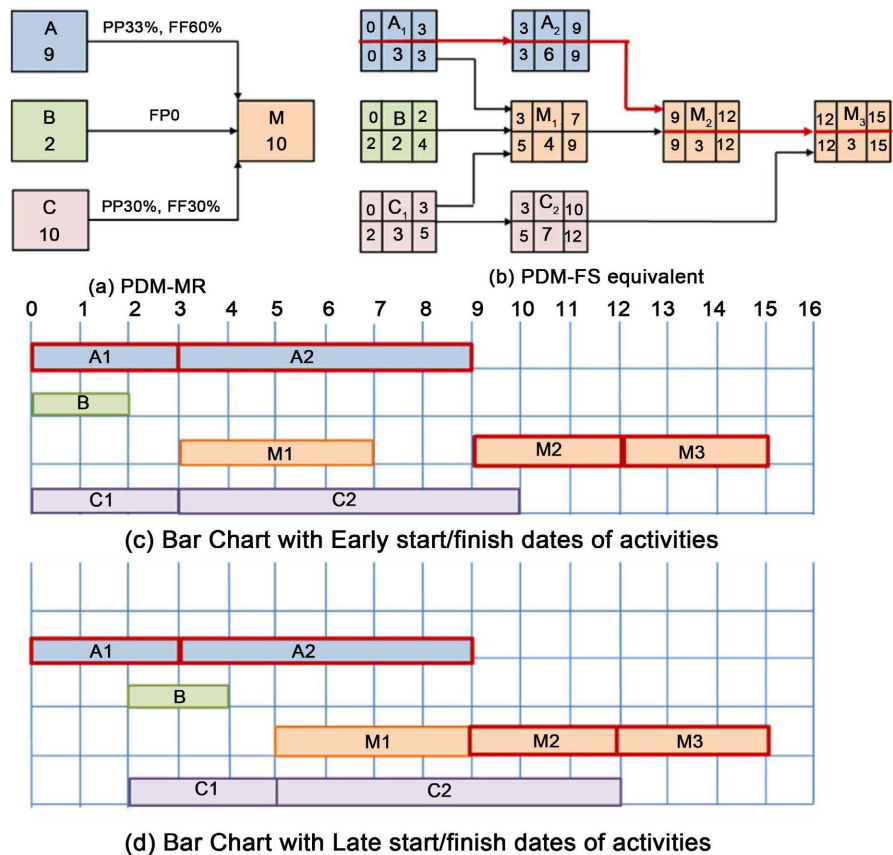 A
9
PP33%, FF60%
B
2
FP0
M
10
C
10
PP30%, FF30%
0 A1 3
0 3 3
3 A2 9
3 6 9
0 B 2
2 2 4
3 M1 7
5 4 9
9 M2 12
9 3 12
12 M3 15
12 3 15
0 C1 3
2 3 5
3 C2 10
5 7 12
(a) PDM-MR
(b) PDM-FS equivalent
0 1 2 3 4 5 6 7 8 9 10 11 12 13 14 15 16
A1 A2
B
M1 M2 M3
C1 C2
(c) Bar Chart with Early start/finish dates of activities
A1 A2
B
M1 M2 M3
C1 C2
(d) Bar Chart with Late start/finish dates of activities